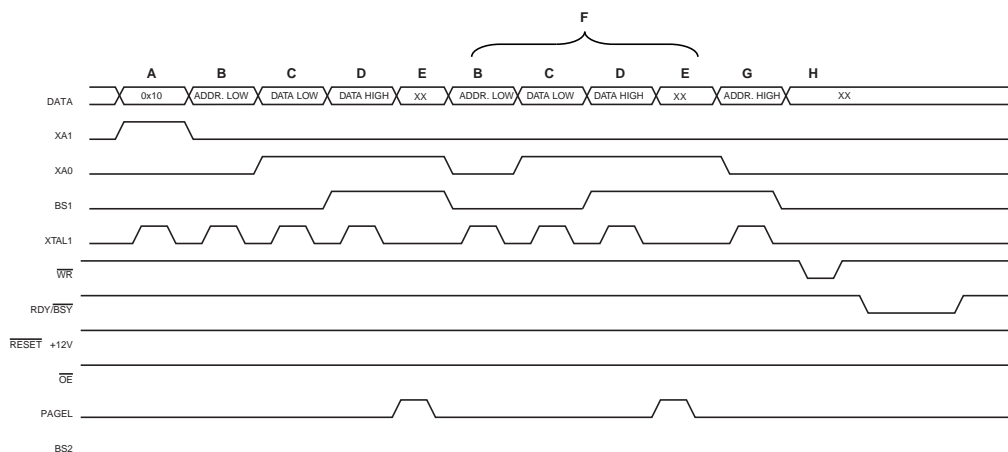 F
A B C D E B C D E G H
DATA 0x10 ADDR. LOW DATA LOW DATA HIGH XX ADDR. LOW DATA LOW DATA HIGH XX ADDR. HIGH XX
XA1
XA0
BS1
XTAL1
WR
RDY/BSY
RESET +12V
OE
PAGEL
BS2